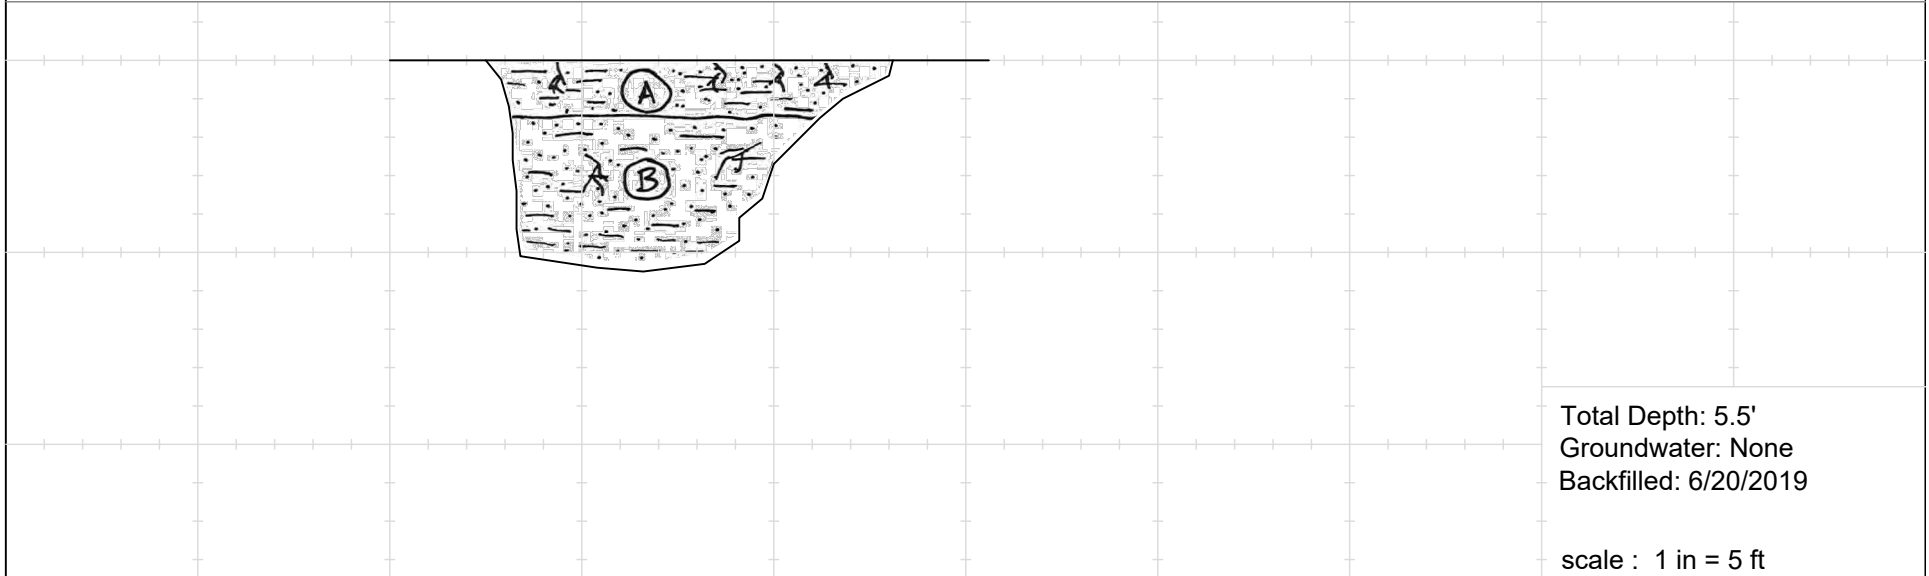 A
B
Total Depth: 5.5'
Groundwater: None
Backfilled: 6/20/2019
scale : 1 in = 5 ft